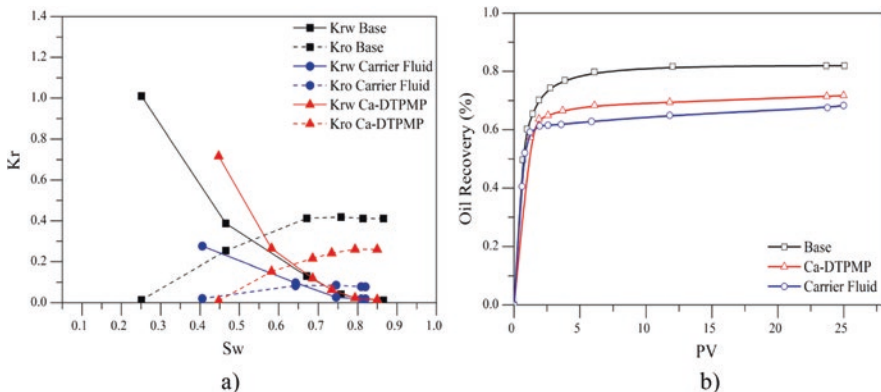 1.4
1.2
1.0
0.8
0.6
0.4
0.2
0.0
Kr
0.1 0.2 0.3 0.4 0.5 0.6 0.7 0.8 0.9 1.0
Sw
Krw Base
Kro Base
Krw Carrier Fluid
Kro Carrier Fluid
Krw Ca-DTPMP
Kro Ca-DTPMP
a)
1.0
0.8
0.6
0.4
0.2
0.0
Oil Recovery (%)
0 5 10 15 20 25
PV
Base
Ca-DTPMP
Carrier Fluid
b)